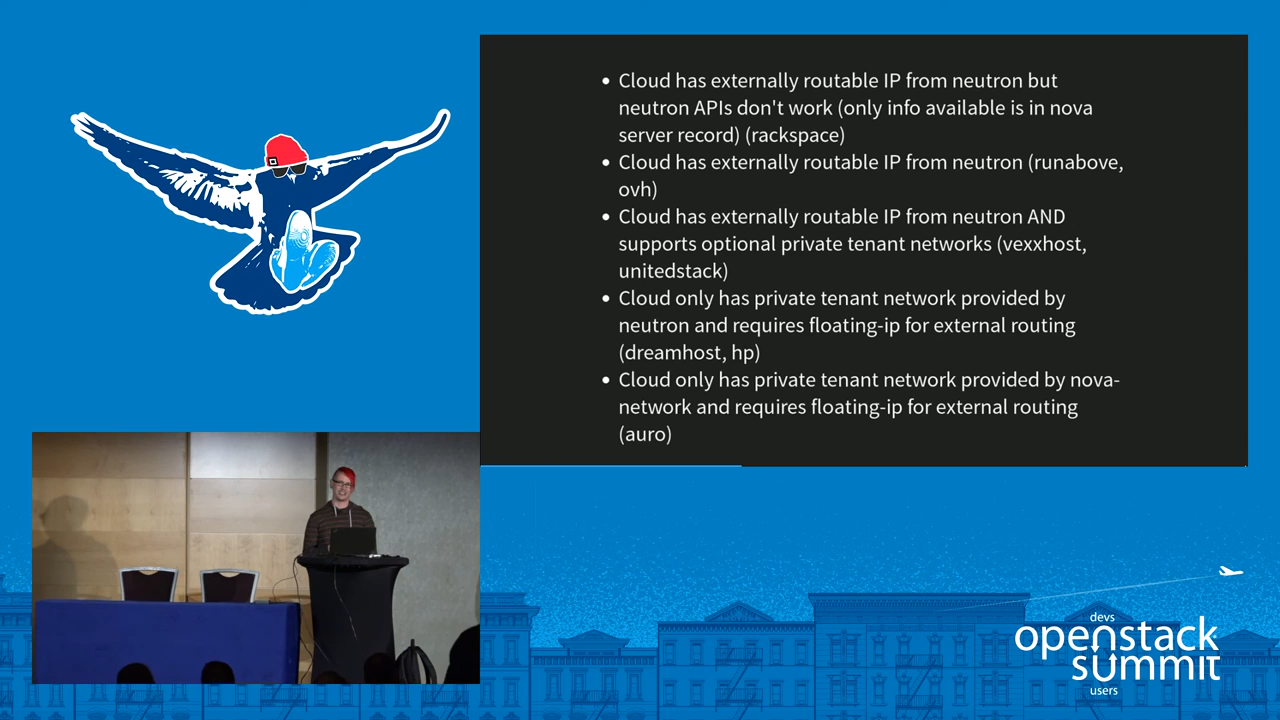 • Cloud has externally routable IP from neutron but
neutron APIs don't work (only info available is in nova
server record) (rackspace)
• Cloud has externally routable IP from neutron (runabove,
ovh)
• Cloud has externally routable IP from neutron AND
supports optional private tenant networks (vexxhost,
unitedstack)
• Cloud only has private tenant network provided by
neutron and requires floating-ip for external routing
(dreamhost, hp)
• Cloud only has private tenant network provided by nova-
network and requires floating-ip for external routing
(auro)
devs
openstack
summit
users